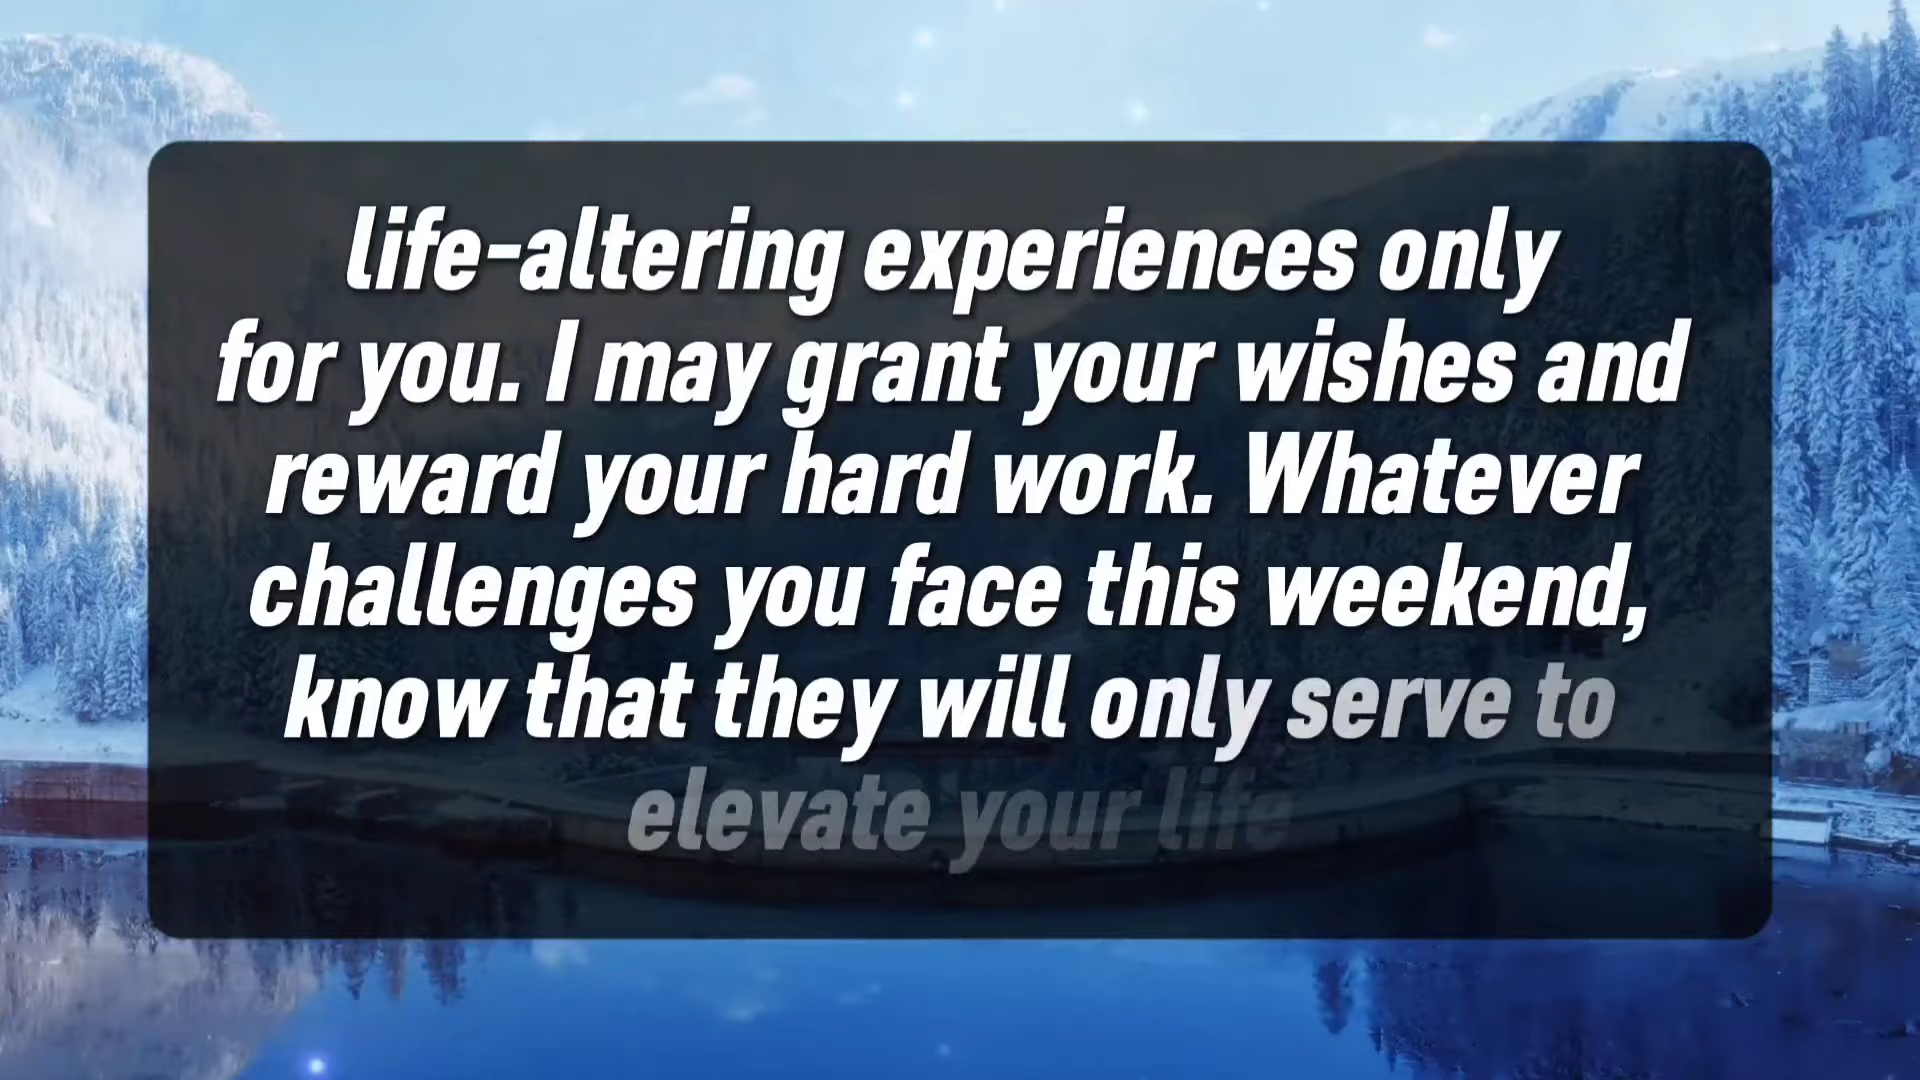 life-altering experiences only
for you. I may grant your wishes and
reward your hard work. Whatever
challenges you face this weekend,
know that they will only serve to
elevate your life